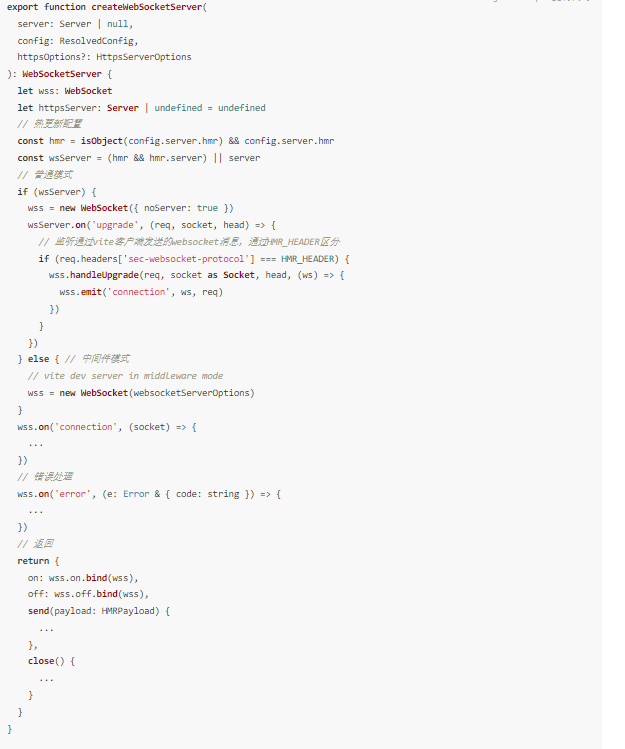 export function createWebSocketServer(
  server: Server | null,
  config: ResolvedConfig,
  httpsOptions?: HttpsServerOptions
): WebSocketServer {
  let wss: WebSocket
  let httpsServer: Server | undefined = undefined
  // 热更新配置
  const hmr = isObject(config.server.hmr) && config.server.hmr
  const wsServer = (hmr && hmr.server) || server
  // 普通模式
  if (wsServer) {
    wss = new WebSocket({ noServer: true })
    wsServer.on('upgrade', (req, socket, head) => {
      // 监听通过vite客户端发送的websocket消息，通过HMR_HEADER区分
      if (req.headers['sec-websocket-protocol'] === HMR_HEADER) {
        wss.handleUpgrade(req, socket as Socket, head, (ws) => {
          wss.emit('connection', ws, req)
        })
      }
    })
  } else { // 中间件模式
    // vite dev server in middleware mode
    wss = new WebSocket(websocketServerOptions)
  }
  wss.on('connection', (socket) => {
    ...
  })
  // 错误处理
  wss.on('error', (e: Error & { code: string }) => {
    ...
  })
  // 返回
  return {
    on: wss.on.bind(wss),
    off: wss.off.bind(wss),
    send(payload: HMRPayload) {
      ...
    },
    close() {
      ...
    }
  }
}